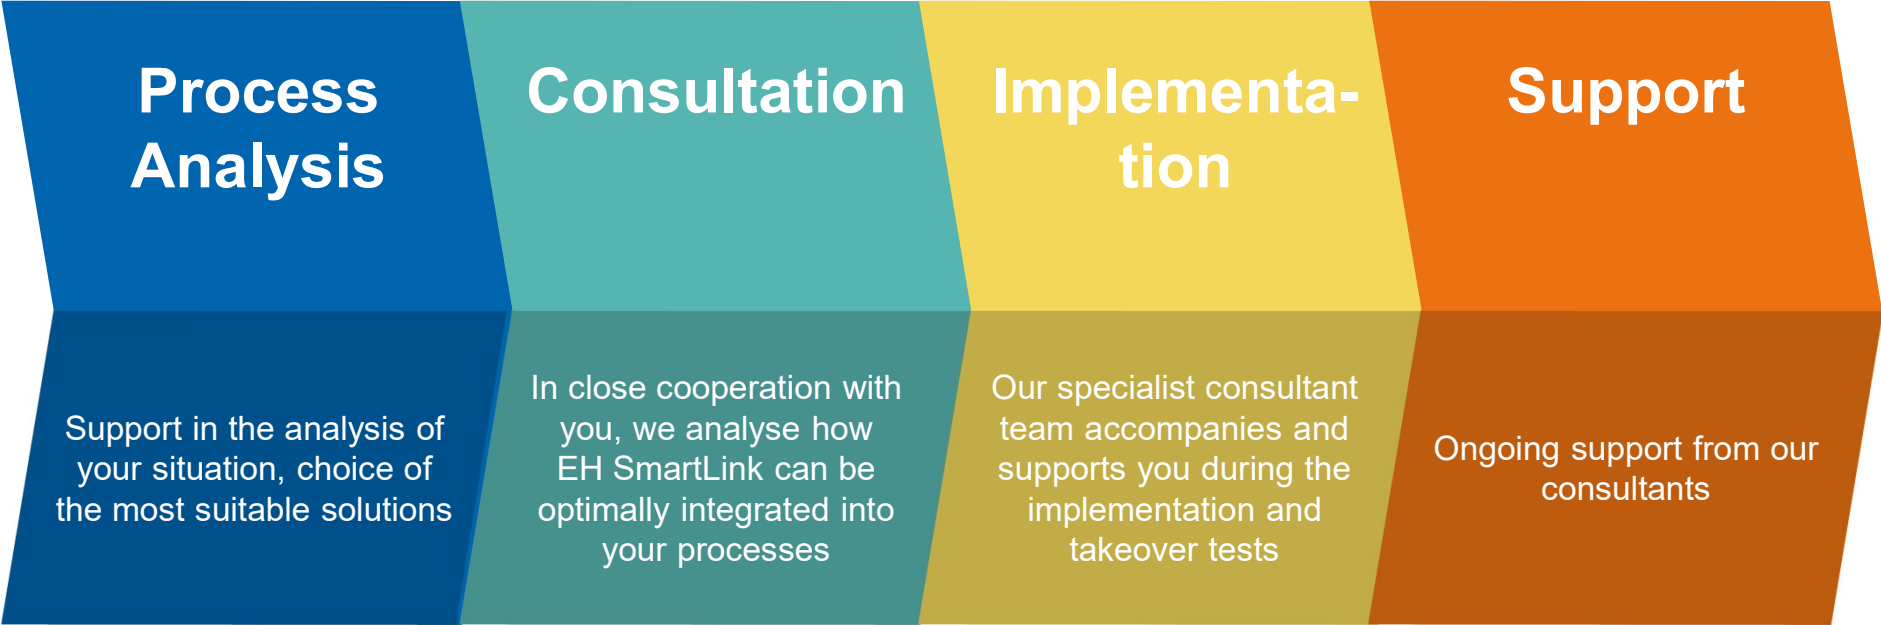 Process
Analysis
Support in the analysis of
your situation, choice of
the most suitable solutions
Consultation
In close cooperation with
you, we analyse how
EH SmartLink can be
optimally integrated into
your processes
Implementa-
tion
Our specialist consultant
team accompanies and
supports you during the
implementation and
takeover tests
Support
Ongoing support from our
consultants